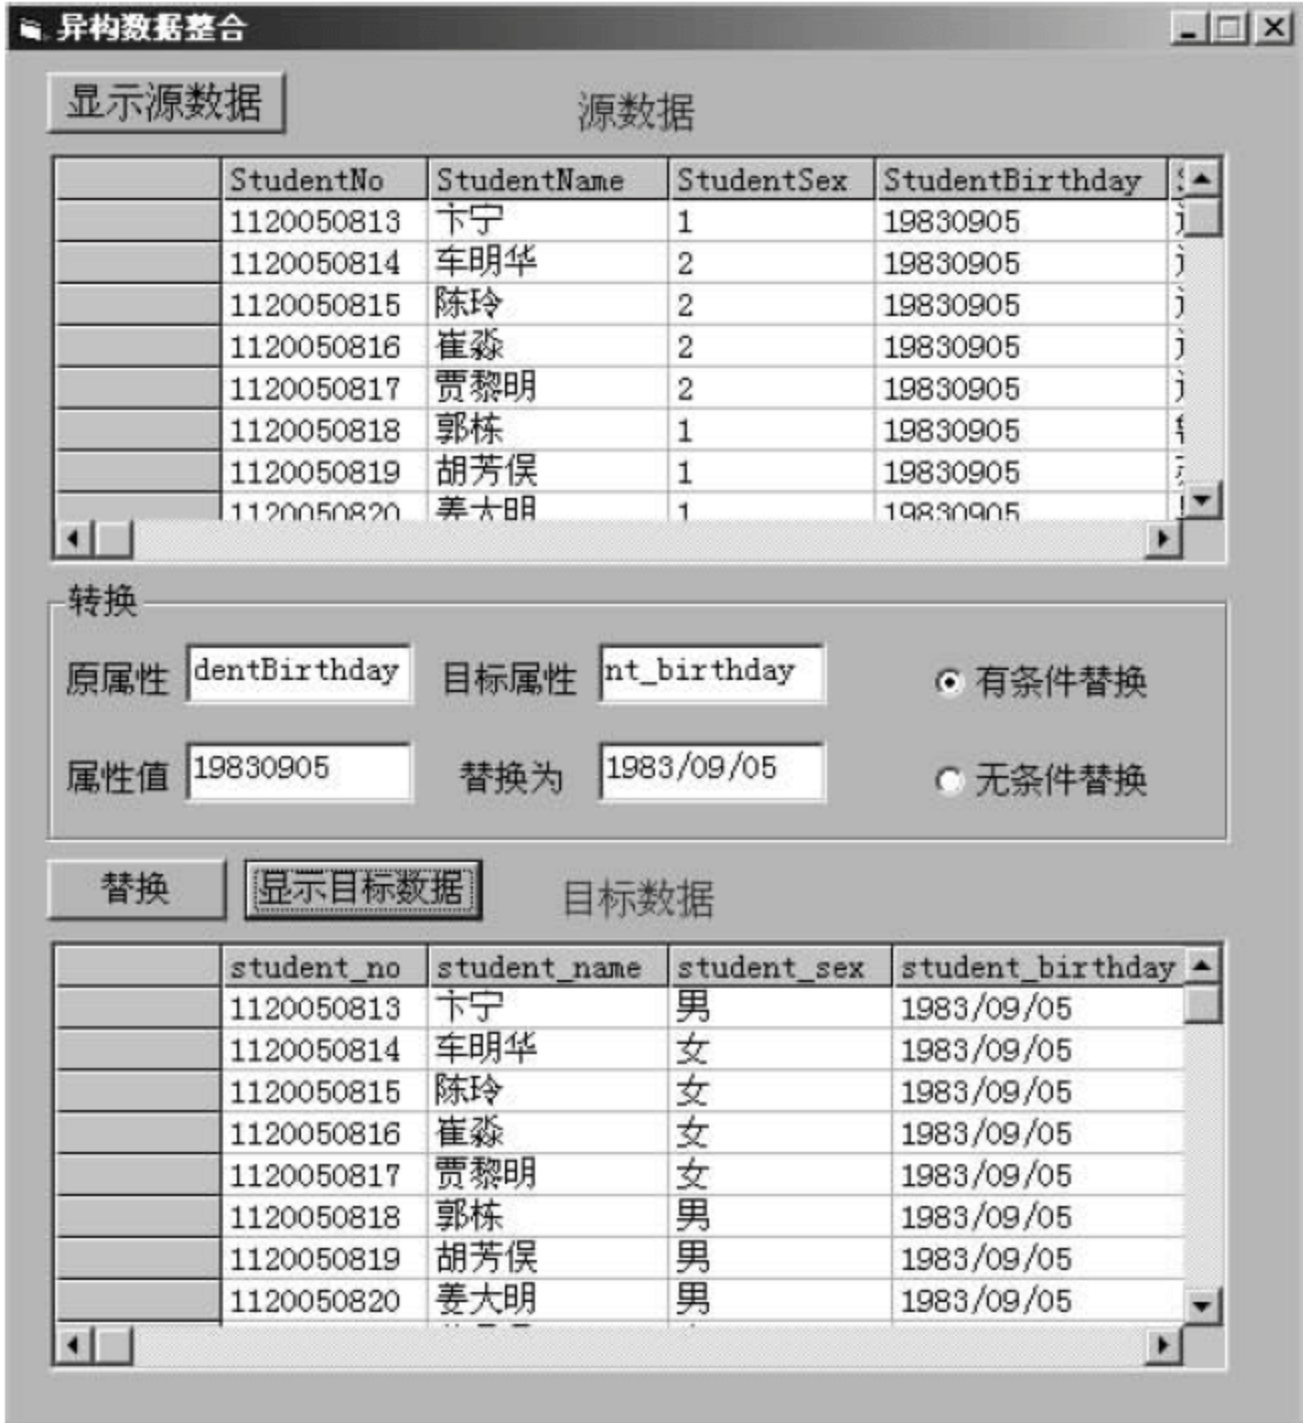 异构数据整合
显示源数据 源数据
StudentNo StudentName StudentSex StudentBirthday
1120050813 卞宁 1 19830905
1120050814 车明华 2 19830905
1120050815 陈玲 2 19830905
1120050816 崔淼 2 19830905
1120050817 贾黎明 2 19830905
1120050818 郭栋 1 19830905
1120050819 胡芳俣 1 19830905
1120050820 姜大明 1 19830905
转换
原属性 dentBirthday 目标属性 nt_birthday 有条件替换
属性值 19830905 替换为 1983/09/05 无条件替换
替换 显示目标数据 目标数据
student_no student_name student_sex student_birthday
1120050813 卞宁 男 1983/09/05
1120050814 车明华 女 1983/09/05
1120050815 陈玲 女 1983/09/05
1120050816 崔淼 女 1983/09/05
1120050817 贾黎明 女 1983/09/05
1120050818 郭栋 男 1983/09/05
1120050819 胡芳俣 男 1983/09/05
1120050820 姜大明 男 1983/09/05